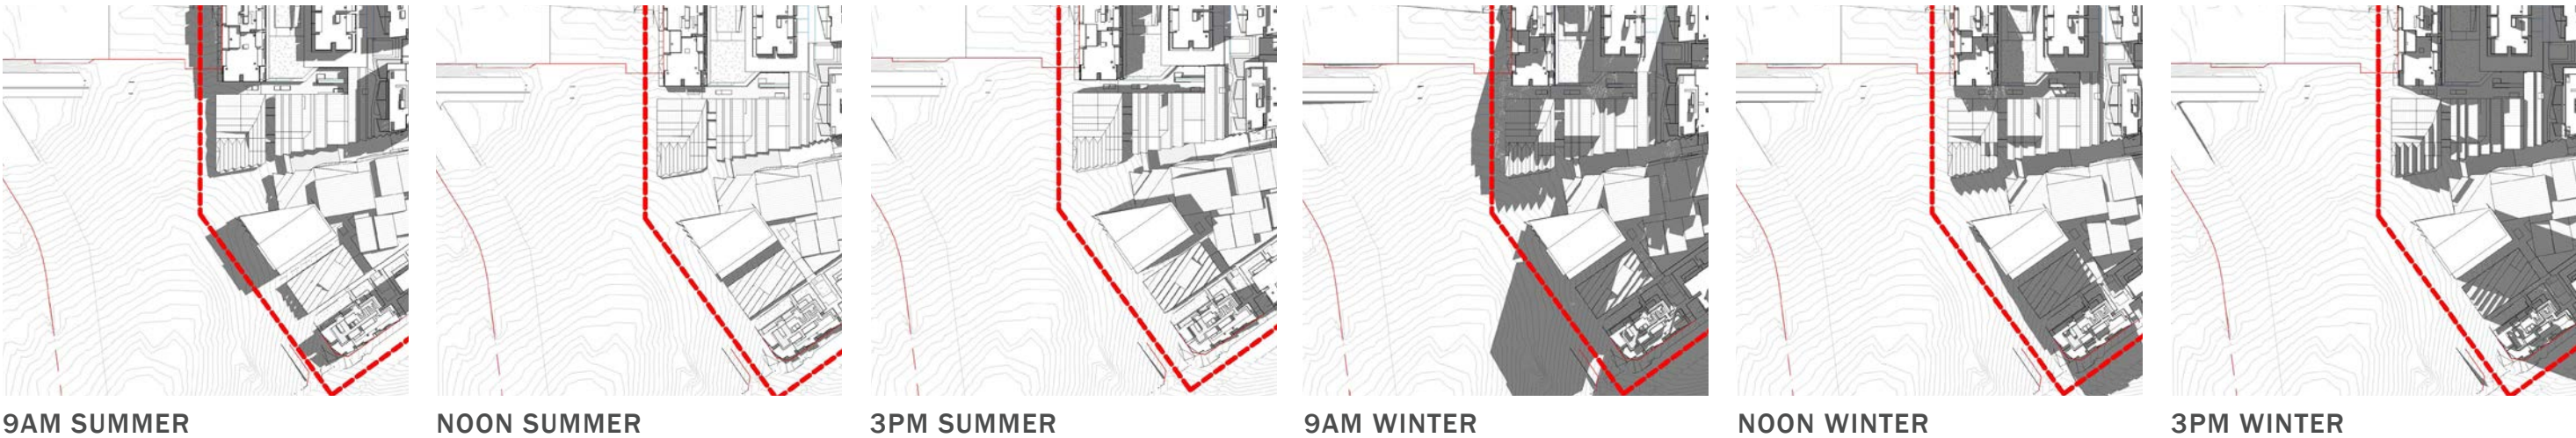 9AM SUMMER
NOON SUMMER
3PM SUMMER
9AM WINTER
NOON WINTER
3PM WINTER